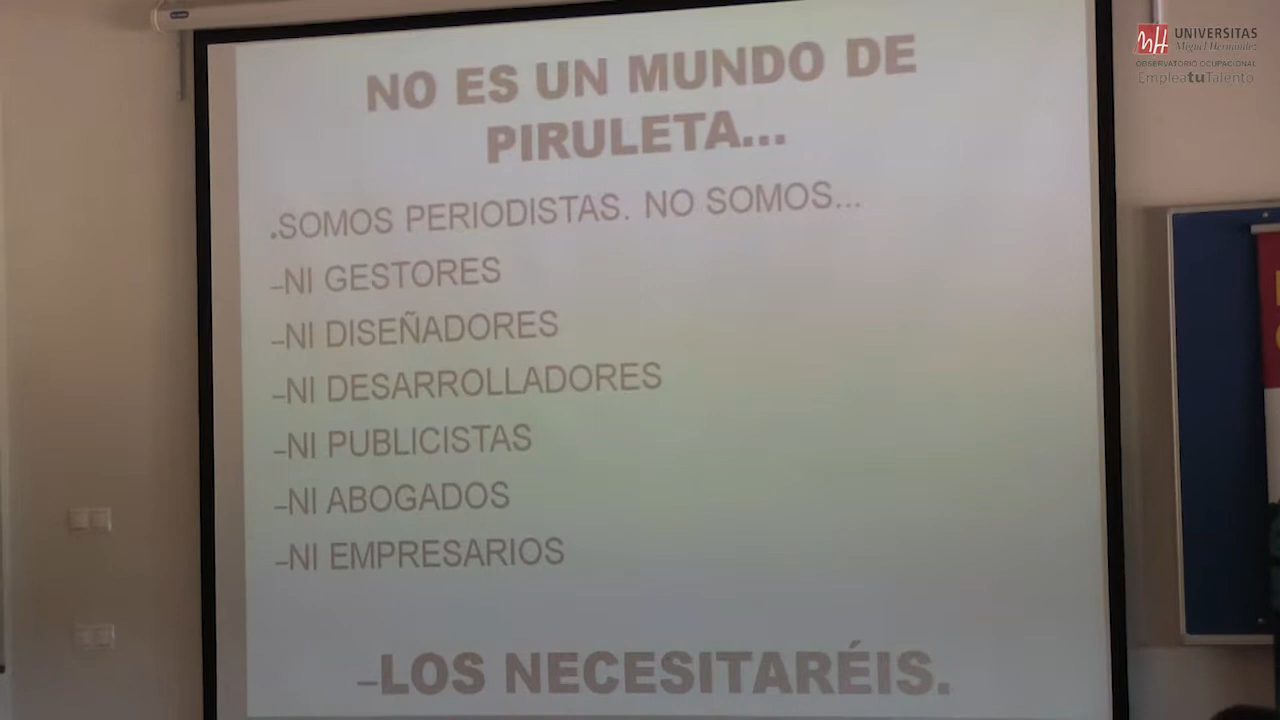 NO ES UN MUNDO DE
PIRULETA...
.SOMOS PERIODISTAS. NO SOMOS...
–NI GESTORES
–NI DISEÑADORES
–NI DESARROLLADORES
–NI PUBLICISTAS
–NI ABOGADOS
–NI EMPRESARIOS
–LOS NECESITARÉIS.
UNIVERSITAS
Miguel Hernández
OBSERVATORIO OCUPACIONAL
EmpleatuTalento